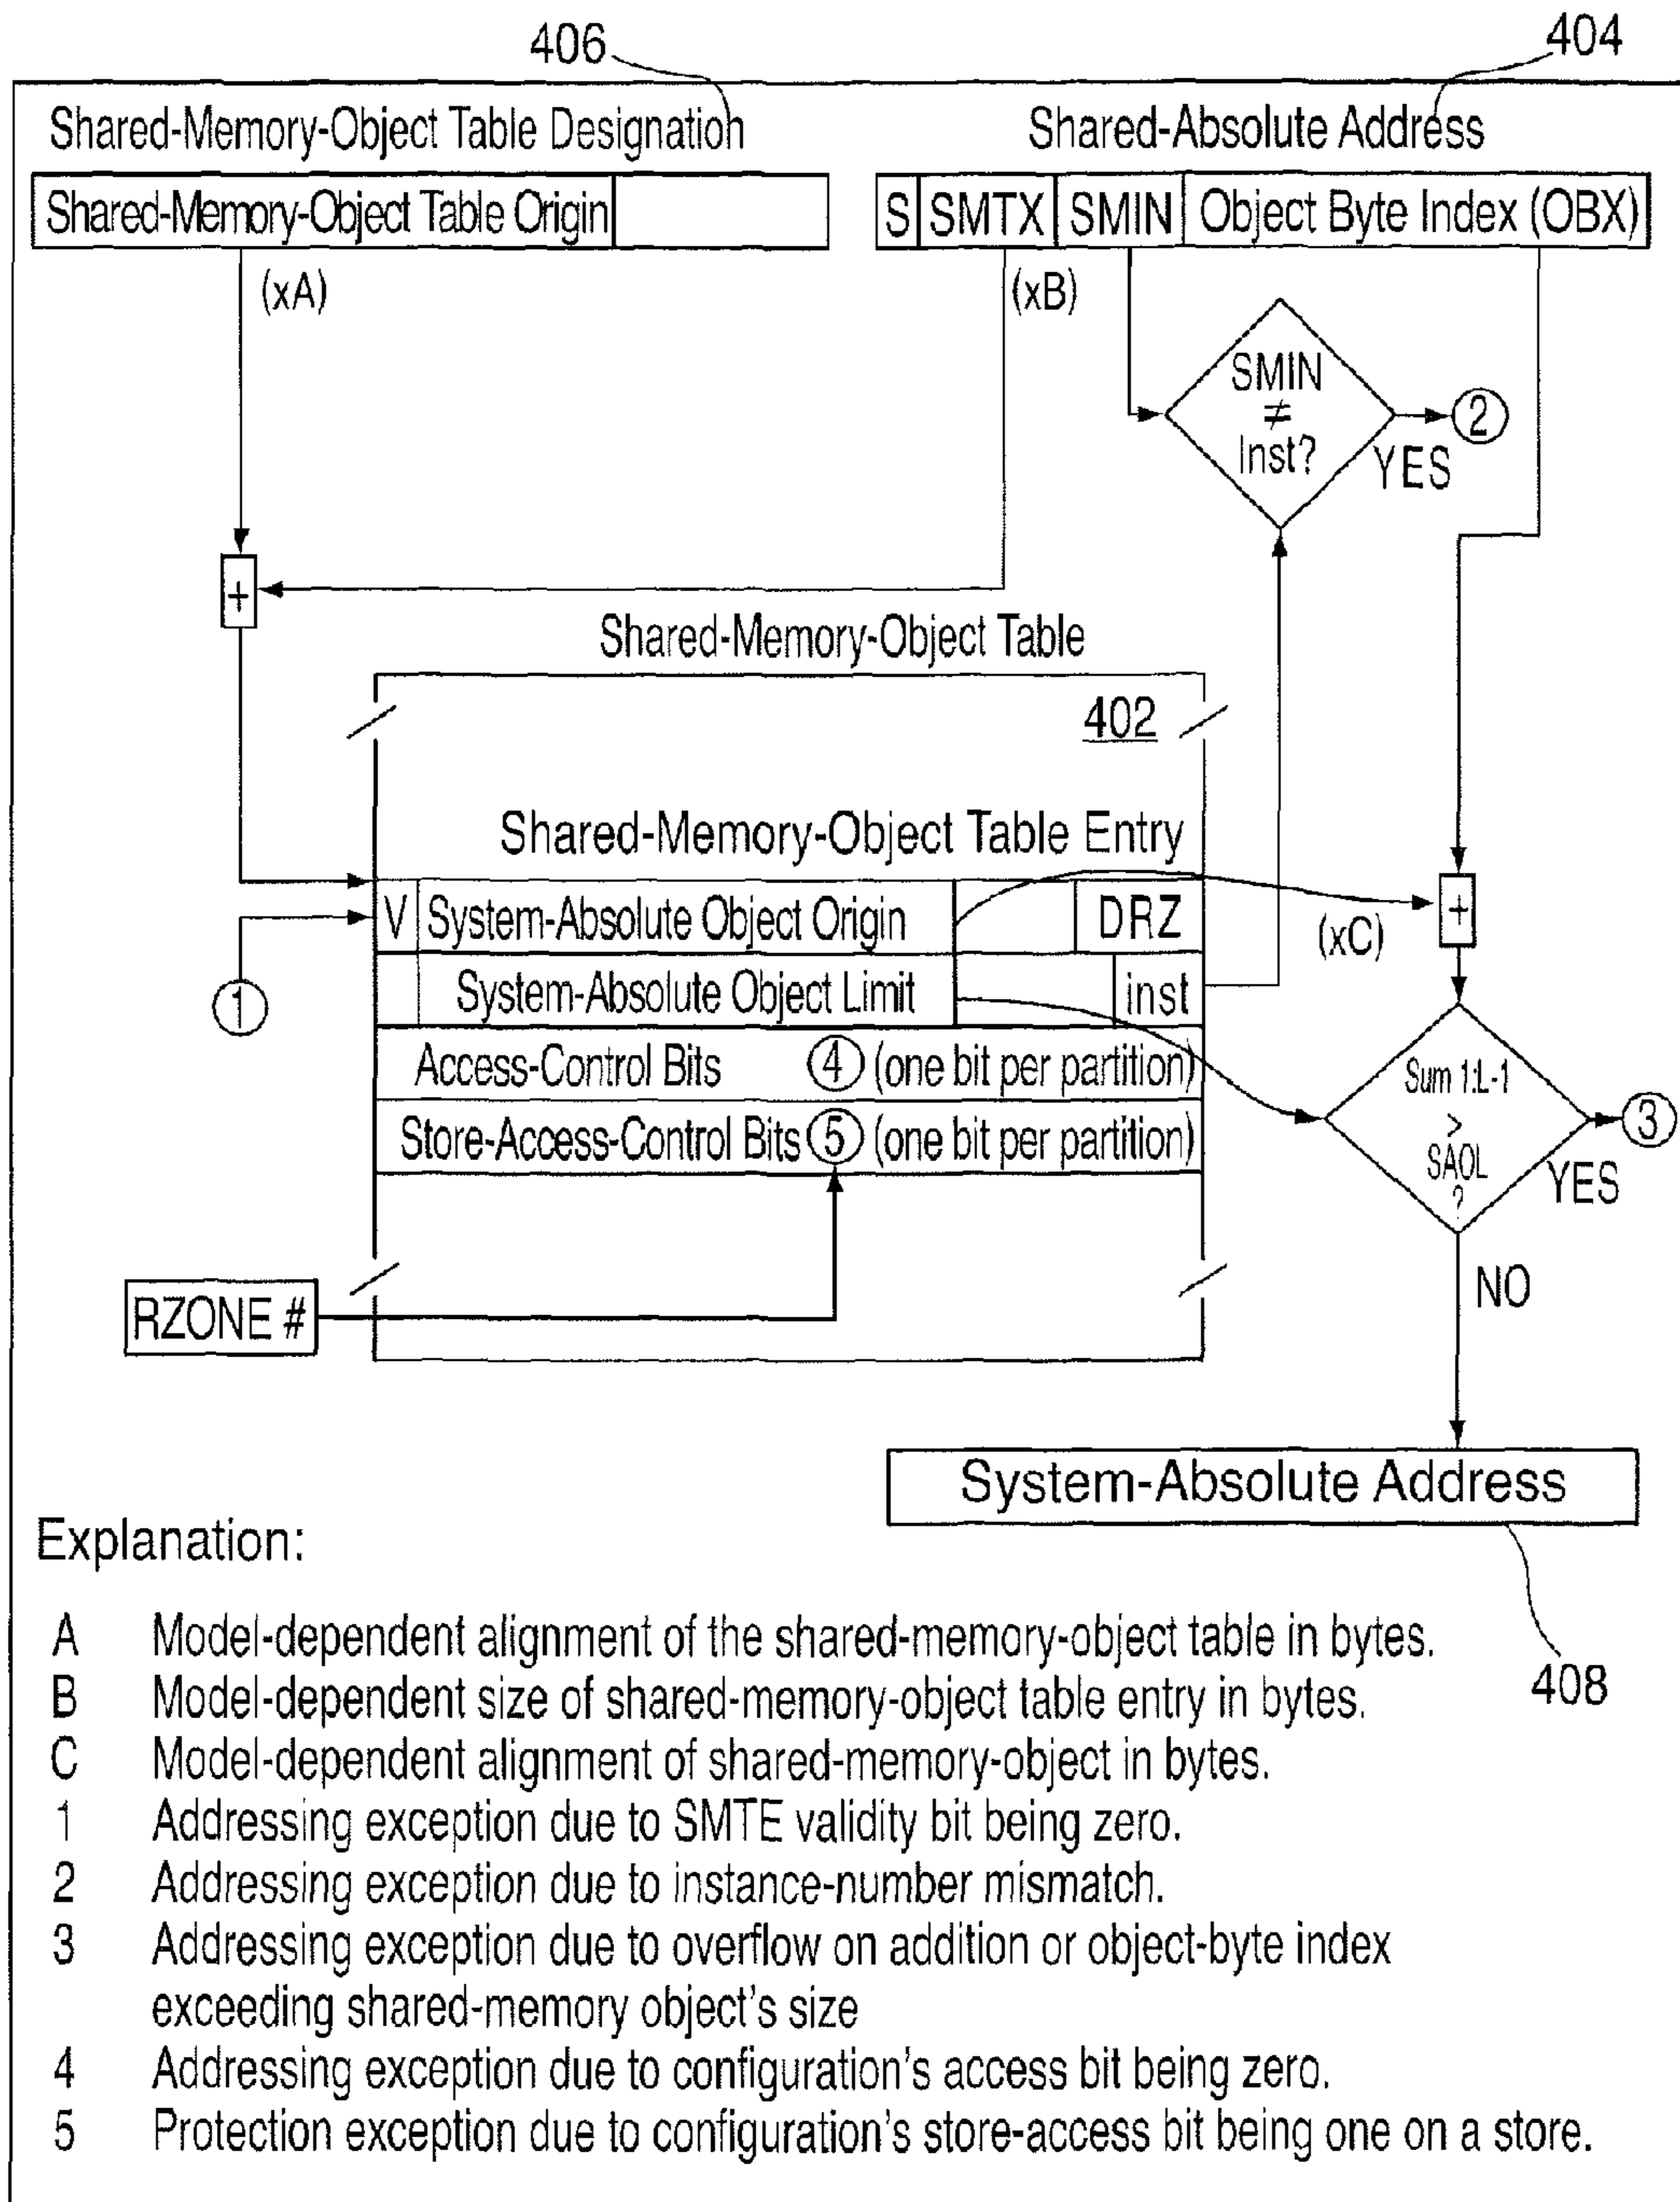 406
404
Shared-Memory-Object Table Designation
Shared-Absolute Address
Shared-Memory-Object Table Origin
S SMTX SMIN Object Byte Index (OBX)
(xA)
(xB)
SMIN
≠
Inst?
2
YES
+
Shared-Memory-Object Table
402
Shared-Memory-Object Table Entry
V System-Absolute Object Origin DRZ
+
(xC)
1
System-Absolute Object Limit inst
Access-Control Bits 4 (one bit per partition)
Store-Access-Control Bits 5 (one bit per partition)
Sum 1:L-1
>
SAOL
?
3
YES
NO
RZONE #
System-Absolute Address
408
Explanation:
A Model-dependent alignment of the shared-memory-object table in bytes.
B Model-dependent size of shared-memory-object table entry in bytes.
C Model-dependent alignment of shared-memory-object in bytes.
1 Addressing exception due to SMTE validity bit being zero.
2 Addressing exception due to instance-number mismatch.
3 Addressing exception due to overflow on addition or object-byte index
exceeding shared-memory object's size
4 Addressing exception due to configuration's access bit being zero.
5 Protection exception due to configuration's store-access bit being one on a store.